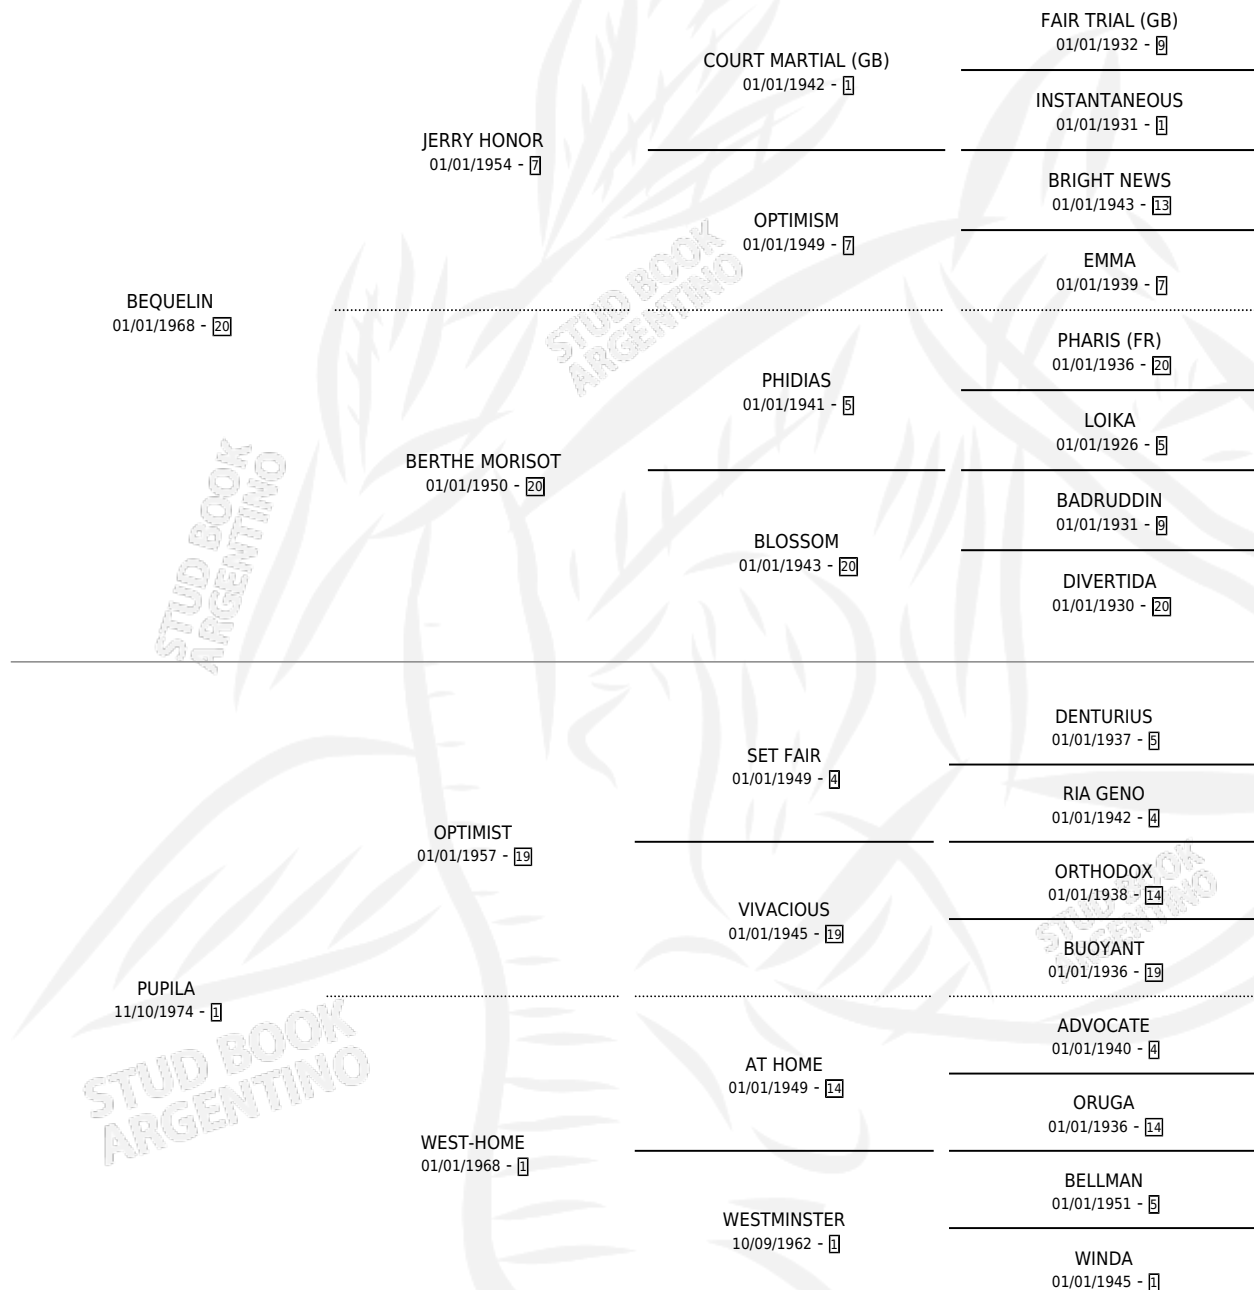 FAIR TRIAL (GB)
01/01/1932 - 9
COURT MARTIAL (GB)
01/01/1942 - 1
INSTANTANEOUS
01/01/1931 - 1
JERRY HONOR
01/01/1954 - 7
BRIGHT NEWS
01/01/1943 - 13
OPTIMISM
01/01/1949 - 7
EMMA
01/01/1939 - 7
BEQUELIN
01/01/1968 - 20
PHARIS (FR)
01/01/1936 - 20
PHIDIAS
01/01/1941 - 5
LOIKA
01/01/1926 - 5
BERTHE MORISOT
01/01/1950 - 20
BADRUDDIN
01/01/1931 - 9
BLOSSOM
01/01/1943 - 20
DIVERTIDA
01/01/1930 - 20
DENTURIUS
01/01/1937 - 5
SET FAIR
01/01/1949 - 4
RIA GENO
01/01/1942 - 4
OPTIMIST
01/01/1957 - 19
ORTHODOX
01/01/1938 - 14
VIVACIOUS
01/01/1945 - 19
BUOYANT
01/01/1936 - 19
PUPILA
11/10/1974 - 1
ADVOCATE
01/01/1940 - 4
AT HOME
01/01/1949 - 14
ORUGA
01/01/1936 - 14
WEST-HOME
01/01/1968 - 1
BELLMAN
01/01/1951 - 5
WESTMINSTER
10/09/1962 - 1
WINDA
01/01/1945 - 1
STUD BOOK
ARGENTINO
STUD BOOK
ARGENTINO
STUD BOOK
ARGENTINO
STUD BOOK
ARGENTINO